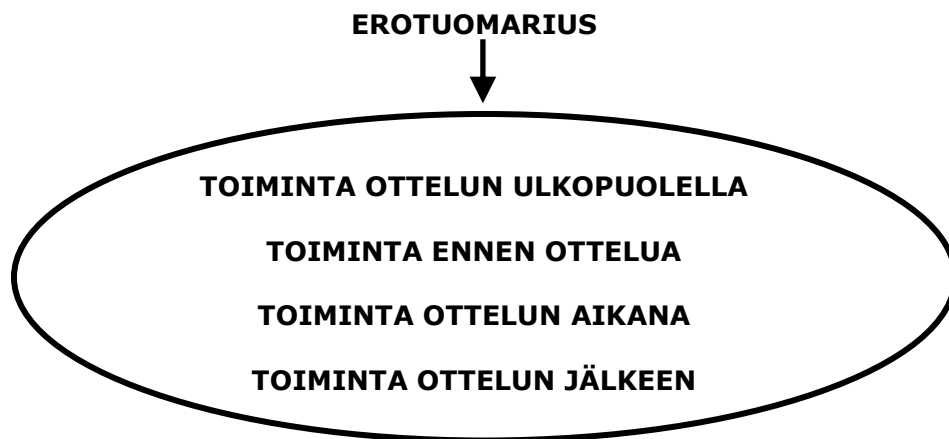 EROTUOMARIUS
TOIMINTA OTTELUN ULKOPUOLELLA
TOIMINTA ENNEN OTTELUA
TOIMINTA OTTELUN AIKANA
TOIMINTA OTTELUN JÄLKEEN